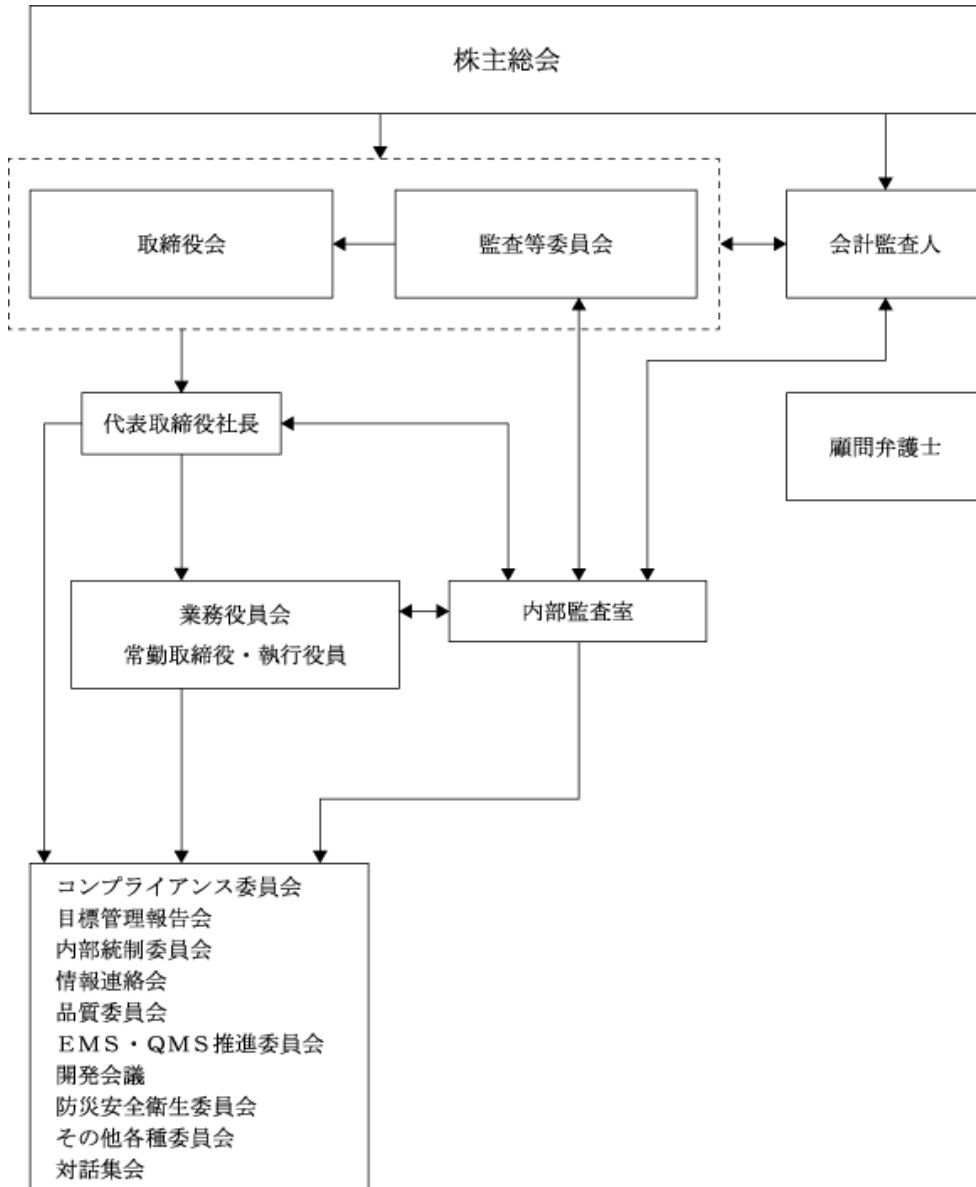 株主総会
取締役会
監査等委員会
会計監査人
代表取締役社長
顧問弁護士
業務役員会
常勤取締役・執行役員
内部監査室
コンプライアンス委員会
目標管理報告会
内部統制委員会
情報連絡会
品質委員会
ＥＭＳ・ＱＭＳ推進委員会
開発会議
防災安全衛生委員会
その他各種委員会
対話集会